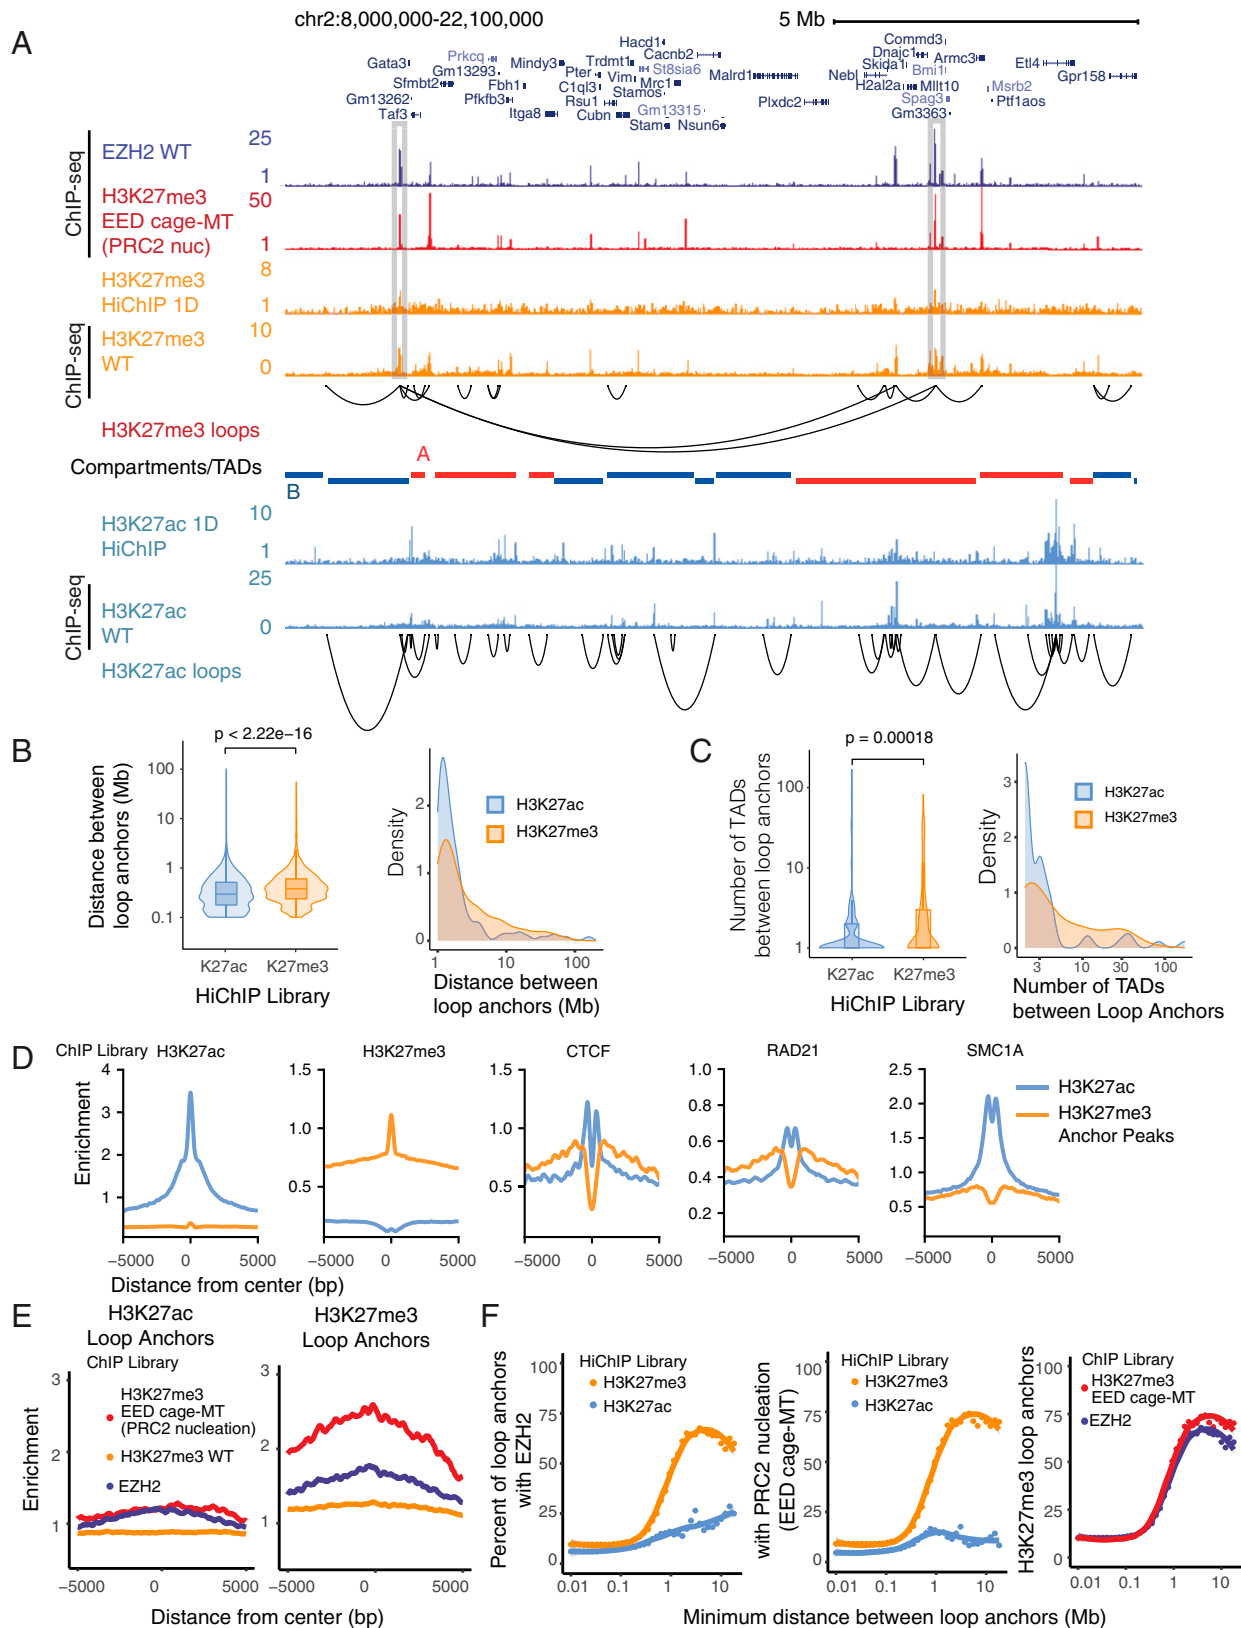 chr2:8,000,000-22,100,000
5 Mb
A
Hacd1
Commd3
Gata3
Prkcq
Mindy3
Trdmt1
Cacnb2
Dnajc1
Armc3
Etl4
Gm13293
Pter
Vim
St8sia6
Malrd1
Nebl
Skida1
Bmi1
Gpr158
Sfmbt2
Fbh1
C1ql3
Mrc1
H2al2a
Mllt10
Msrb2
Stamos
Gm13262
Pfkfb3
Rsu1
Gm13315
Plxdc2
Spag3
Ptf1aos
Taf3
Itga8
Cubn
Stam
Nsun6
Gm3363
ChIP-seq
EZH2 WT
25
1
H3K27me3
EED cage-MT
(PRC2 nuc)
50
1
H3K27me3
HiChIP 1D
8
1
ChIP-seq
H3K27me3
WT
10
0
H3K27me3 loops
Compartments/TADs
A
B
H3K27ac 1D
HiChIP
10
1
ChIP-seq
H3K27ac
WT
25
0
H3K27ac loops
B
p < 2.22e−16
Distance between
loop anchors (Mb)
100
10
1
0.1
K27ac K27me3
HiChIP Library
Density
2
1
0
H3K27ac
H3K27me3
1 10 100
Distance between
loop anchors (Mb)
C
p = 0.00018
Number of TADs
between loop anchors
100
10
1
K27ac K27me3
HiChIP Library
Density
3
2
1
0
H3K27ac
H3K27me3
3 10 30 100
Number of TADs
between Loop Anchors
D
ChIP Library H3K27ac
H3K27me3
CTCF
RAD21
SMC1A
Enrichment
4
3
2
1
1.5
1.0
0.5
1.5
1.0
0.5
1.0
0.8
0.6
0.4
0.2
2.5
2.0
1.5
1.0
0.5
H3K27ac
H3K27me3
Anchor Peaks
−5000 0 5000
−5000 0 5000
−5000 0 5000
−5000 0 5000
−5000 0 5000
Distance from center (bp)
E
H3K27ac
Loop Anchors
H3K27me3
Loop Anchors
ChIP Library
H3K27me3
EED cage-MT
(PRC2 nucleation)
H3K27me3 WT
EZH2
Enrichment
3
2
1
3
2
1
−5000 0 5000
−5000 0 5000
Distance from center (bp)
F
Percent of loop anchors
with EZH2
100
75
50
25
0
HiChIP Library
H3K27me3
H3K27ac
0.01 0.1 1 10
with PRC2 nucleation
(EED cage-MT)
100
75
50
25
0
HiChIP Library
H3K27me3
H3K27ac
0.01 0.1 1 10
H3K27me3 loop anchors
100
75
50
25
0
ChIP Library
H3K27me3
EED cage-MT
EZH2
0.01 0.1 1 10
Minimum distance between loop anchors (Mb)